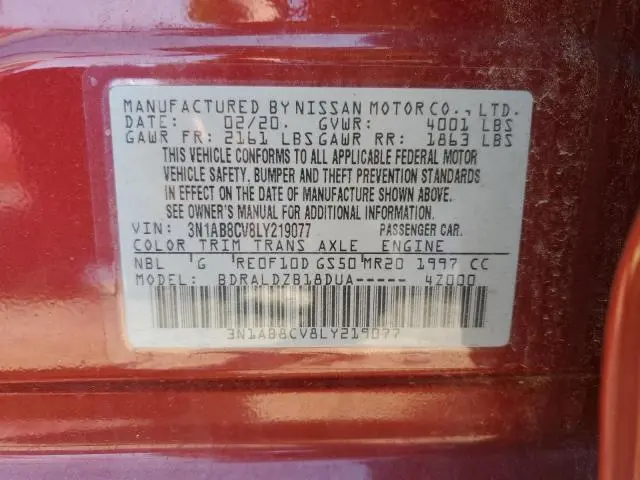 MANUFACTURED BY NISSAN MOTOR CO., LTD.
DATE: 02/20. GVWR: 4001 LBS
GAWR FR: 2161 LBS GAWR RR: 1863 LBS
THIS VEHICLE CONFORMS TO ALL APPLICABLE FEDERAL MOTOR
VEHICLE SAFETY. BUMPER AND THEFT PREVENTION STANDARDS
IN EFFECT ON THE DATE OF MANUFACTURE SHOWN ABOVE.
SEE OWNER'S MANUAL FOR ADDITIONAL INFORMATION.
VIN: 3N1AB8CV8LY219077 PASSENGER CAR.
COLOR TRIM TRANS AXLE ENGINE
NBL G RE0F10D GS50 MR20 1997 CC
MODEL: BDRALDZB18DUA----- 4Z000
3N1AB8CV8LY219077